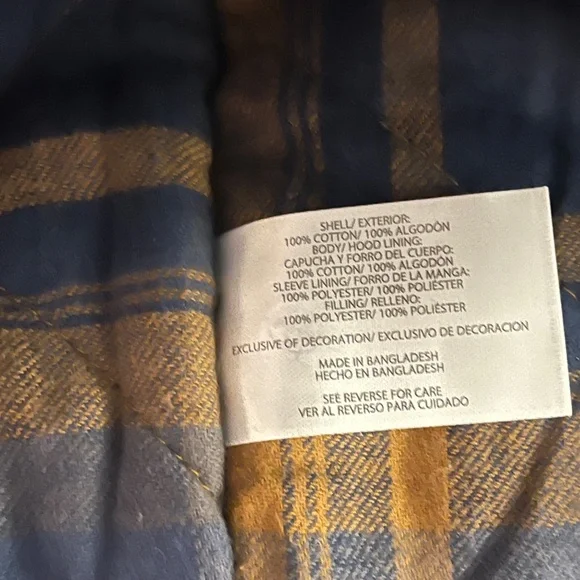 SHELL/ EXTERIOR:
100% COTTON/ 100% ALGODÓN
BODY/ HOOD LINING:
CAPUCHA Y FORRO DEL CUERPO:
100% COTTON/ 100% ALGODÓN
SLEEVE LINING/ FORRO DE LA MANGA:
100% POLYESTER/ 100% POLIÉSTER
FILLING/ RELLENO:
100% POLYESTER/ 100% POLIÉSTER
EXCLUSIVE OF DECORATION/ EXCLUSIVO DE DECORACION
MADE IN BANGLADESH
HECHO EN BANGLADESH
SEE REVERSE FOR CARE
VER AL REVERSO PARA CUIDADO